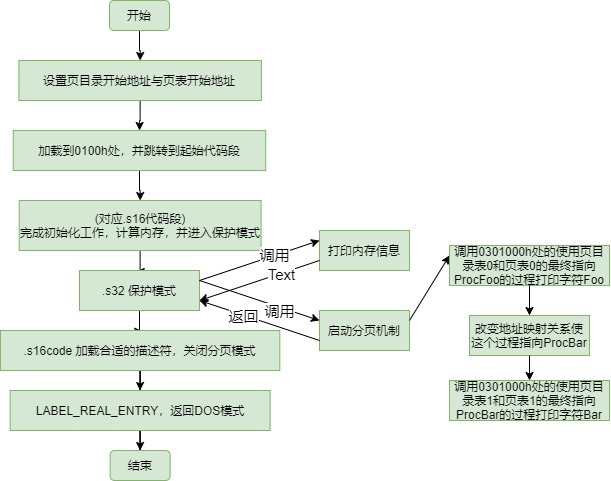 开始
设置页目录开始地址与页表开始地址
加载到0100h处，并跳转到起始代码段
(对应.s16代码段)
完成初始化工作，计算内存，并进入保护模式
.s32 保护模式
调用
Text
打印内存信息
调用
返回
启动分页机制
调用0301000h处的使用页目
录表0和页表0的最终指向
ProcFoo的过程打印字符Foo
改变地址映射关系使
这个过程指向ProcBar
调用0301000h处的使用页目
录表1和页表1的最终指向
ProcBar的过程打印字符Bar
.s16code 加载合适的描述符，关闭分页模式
LABEL_REAL_ENTRY，返回DOS模式
结束